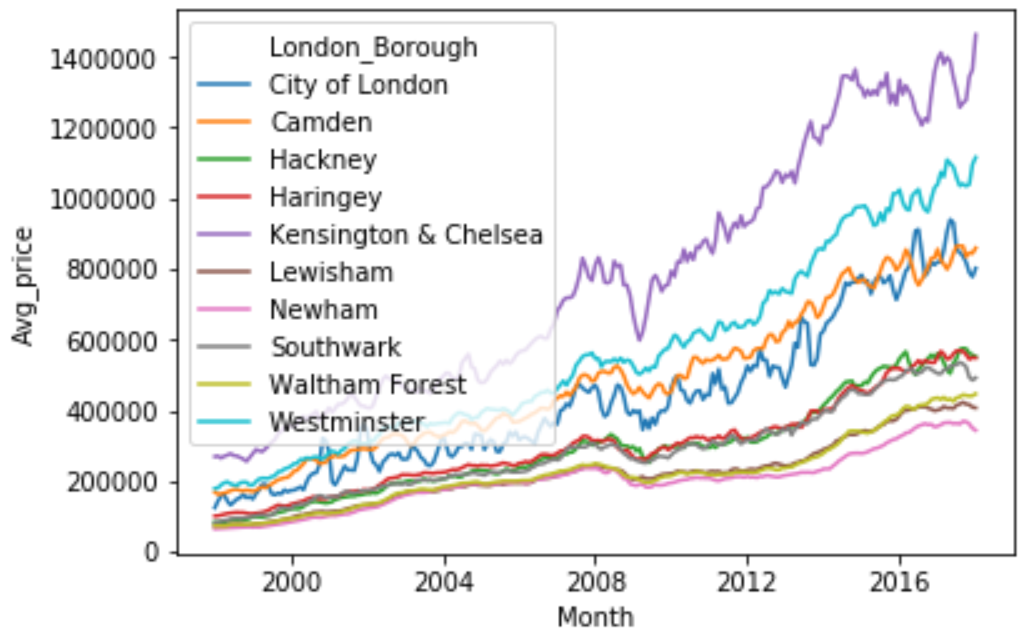 London_Borough
City of London
Camden
Hackney
Haringey
Kensington & Chelsea
Lewisham
Newham
Southwark
Waltham Forest
Westminster
Avg_price
1400000
1200000
1000000
800000
600000
400000
200000
0
2000 2004 2008 2012 2016
Month